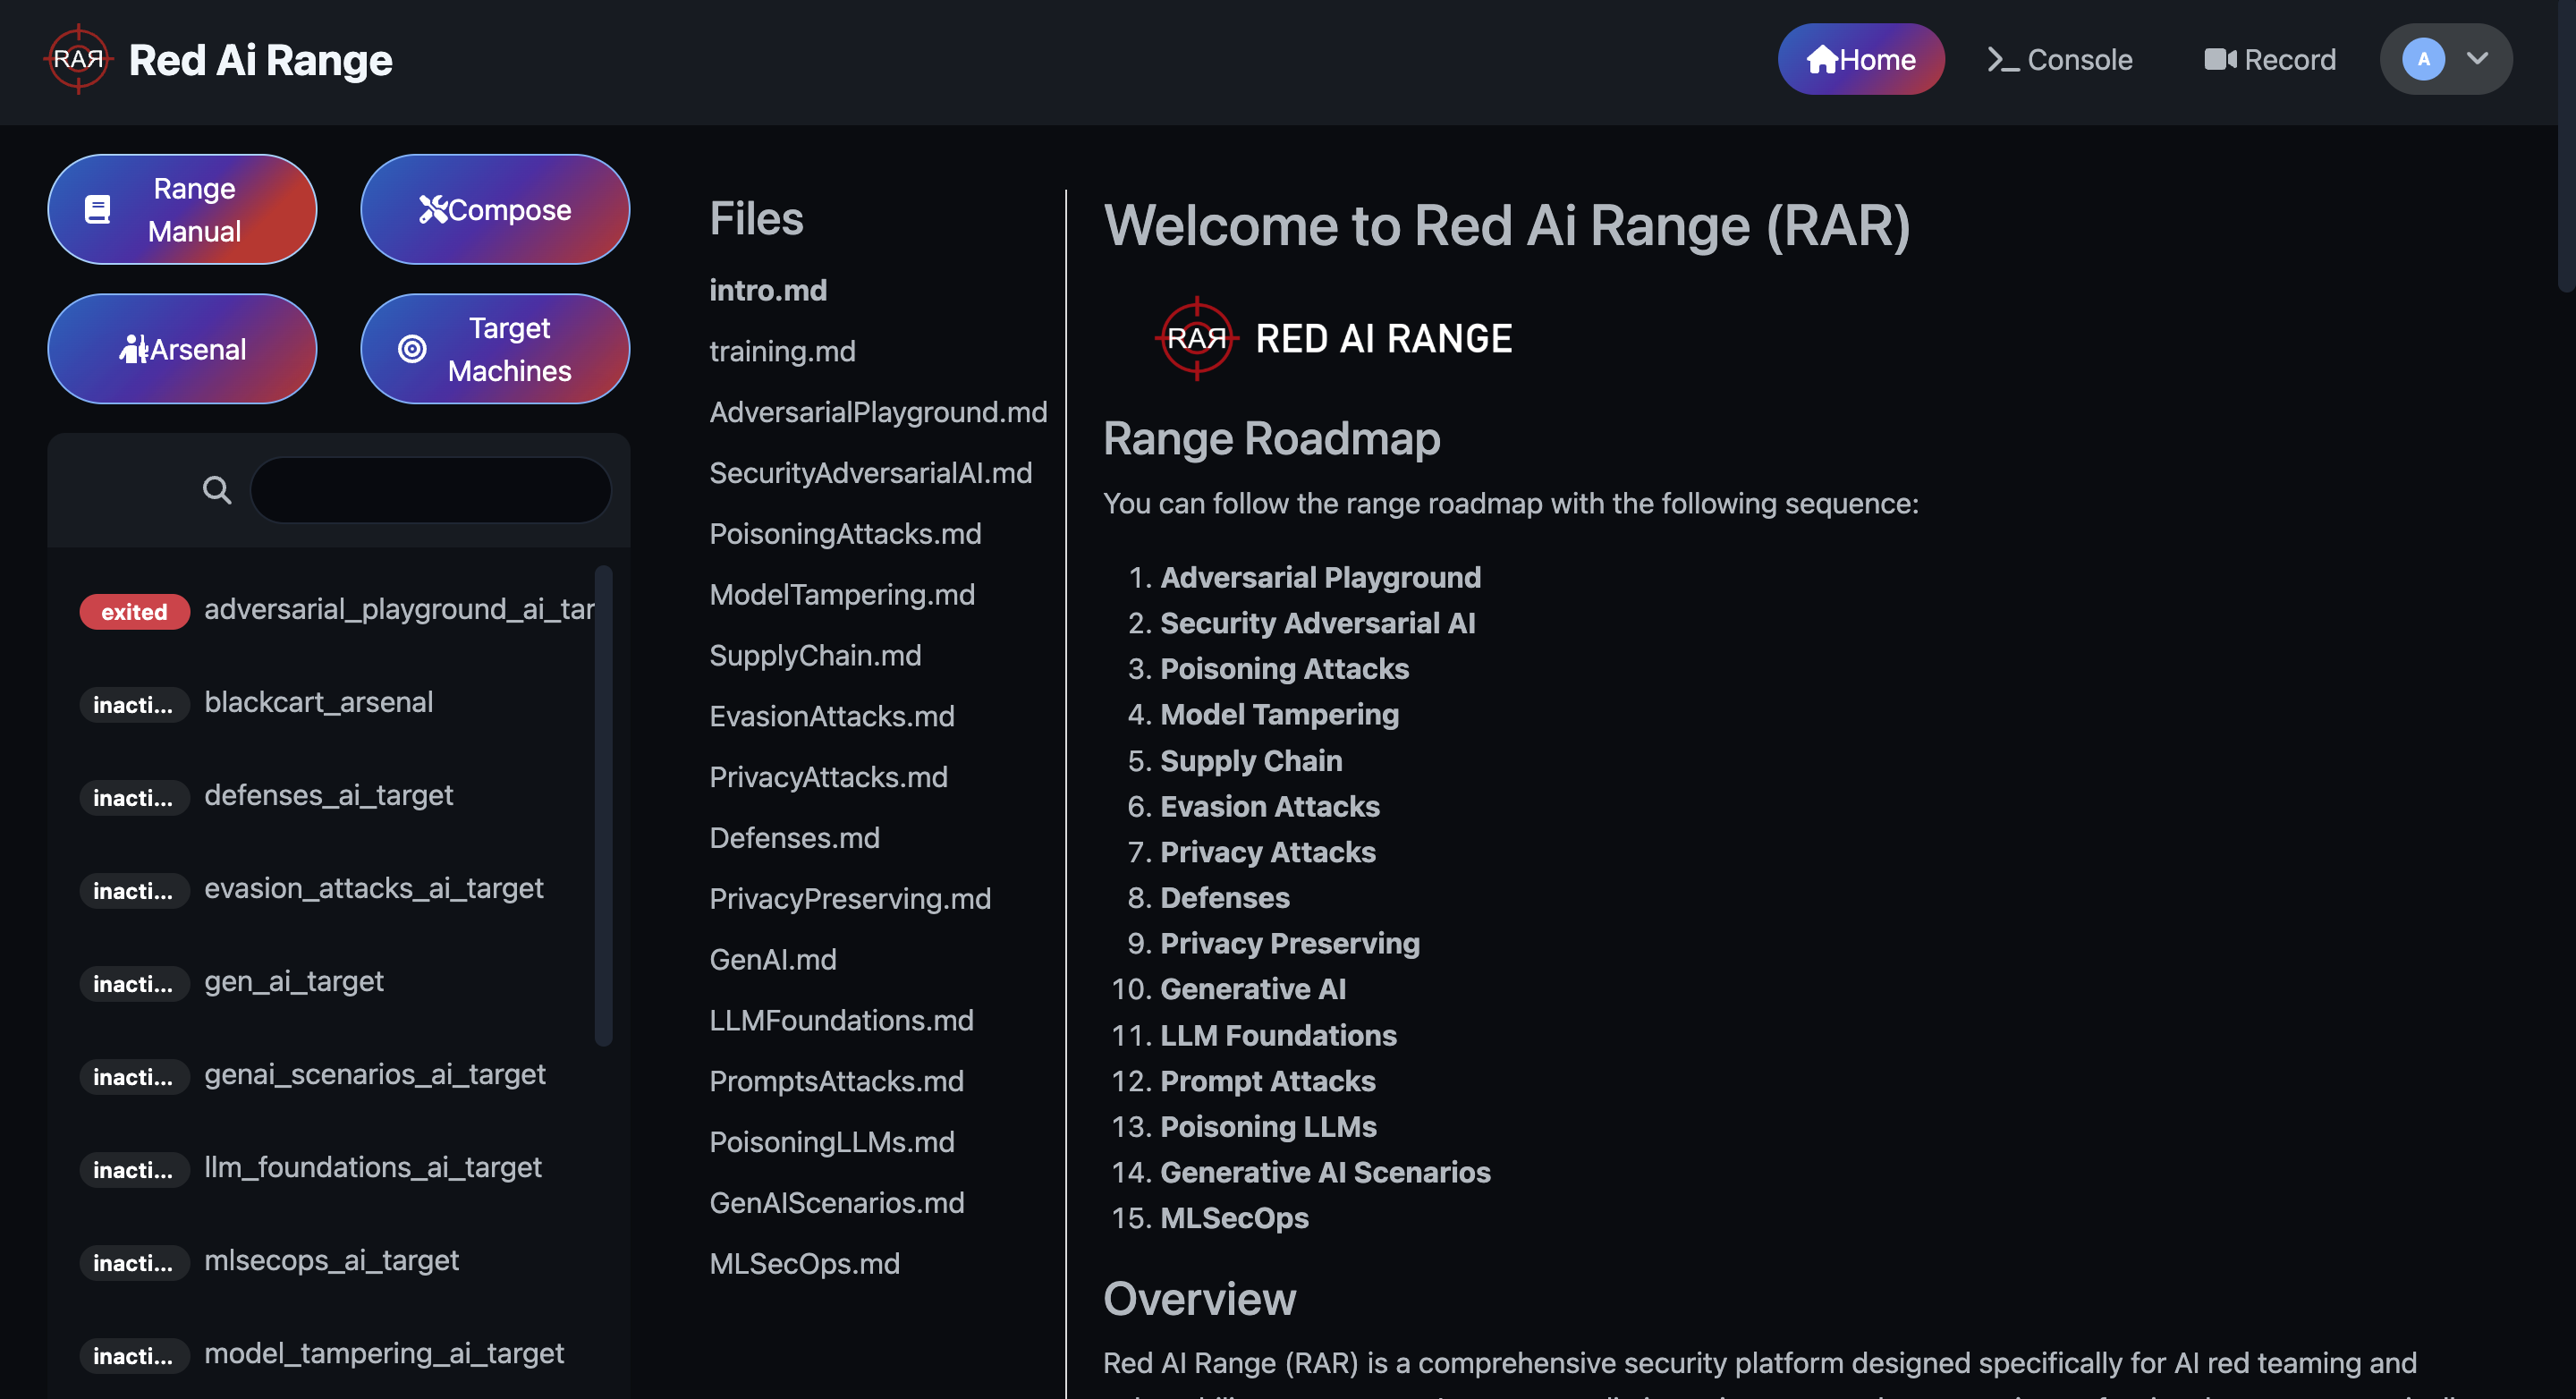 RAR Red Ai Range
Home
Console
Record
A
Range
Manual
Compose
Arsenal
Target
Machines
exited adversarial_playground_ai_tar
inacti... blackcart_arsenal
inacti... defenses_ai_target
inacti... evasion_attacks_ai_target
inacti... gen_ai_target
inacti... genai_scenarios_ai_target
inacti... llm_foundations_ai_target
inacti... mlsecops_ai_target
inacti... model_tampering_ai_target
Files
intro.md
training.md
AdversarialPlayground.md
SecurityAdversarialAI.md
PoisoningAttacks.md
ModelTampering.md
SupplyChain.md
EvasionAttacks.md
PrivacyAttacks.md
Defenses.md
PrivacyPreserving.md
GenAI.md
LLMFoundations.md
PromptsAttacks.md
PoisoningLLMs.md
GenAIScenarios.md
MLSecOps.md
Welcome to Red Ai Range (RAR)
RAR RED AI RANGE
Range Roadmap
You can follow the range roadmap with the following sequence:
1. Adversarial Playground
2. Security Adversarial AI
3. Poisoning Attacks
4. Model Tampering
5. Supply Chain
6. Evasion Attacks
7. Privacy Attacks
8. Defenses
9. Privacy Preserving
10. Generative AI
11. LLM Foundations
12. Prompt Attacks
13. Poisoning LLMs
14. Generative AI Scenarios
15. MLSecOps
Overview
Red AI Range (RAR) is a comprehensive security platform designed specifically for AI red teaming and